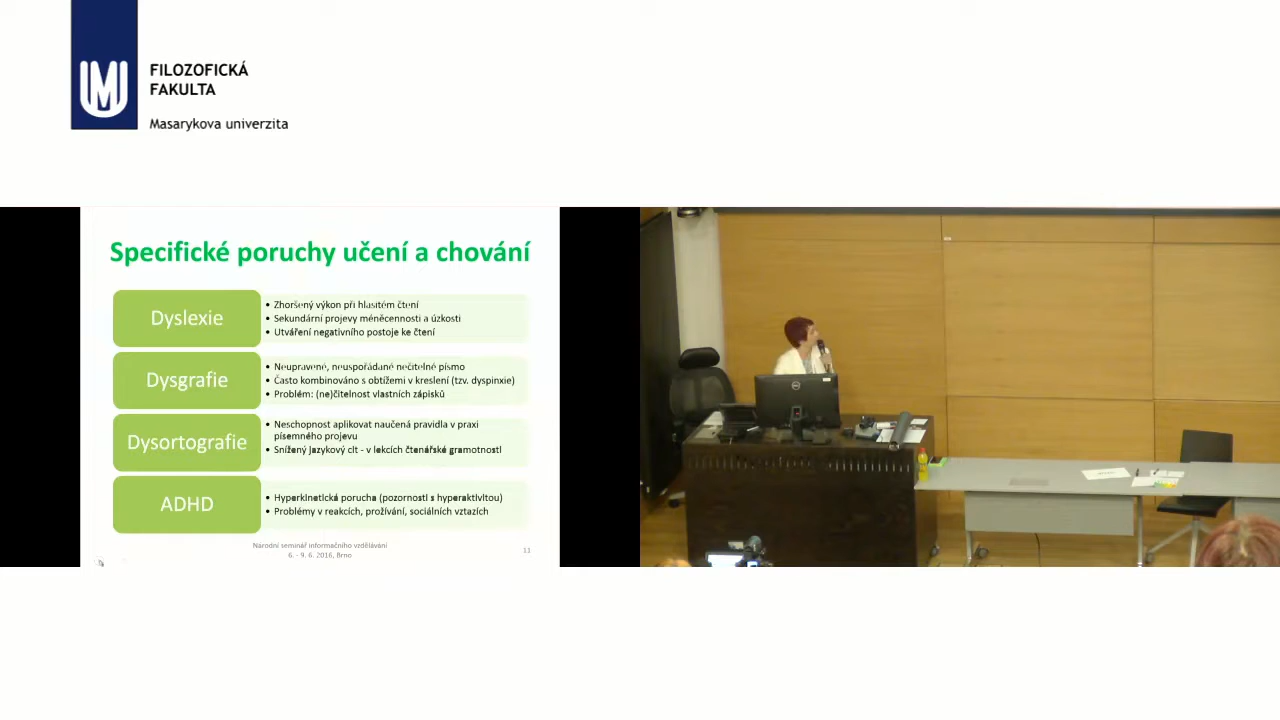 FILOZOFICKÁ
FAKULTA
Masarykova univerzita
Specifické poruchy učení a chování
Dyslexie
• Zhoršený výkon při hlasitém čtení
• Sekundární projevy méněcennosti a úzkosti
• Utváření negativního postoje ke čtení
Dysgrafie
• Neupravené, neuspořádané nečitelné písmo
• Často kombinováno s obtížemi v kreslení (tzv. dyspinxie)
• Problém: (ne)čitelnost vlastních zápisků
Dysortografie
• Neschopnost aplikovat naučená pravidla v praxi
písemného projevu
• Snížený jazykový cit - v lekcích čtenářské gramotnosti
ADHD
• Hyperkinetická porucha (pozornosti s hyperaktivitou)
• Problémy v reakcích, prožívání, sociálních vztazích
Národní seminář informačního vzdělávání
6. - 9. 6. 2016, Brno
11